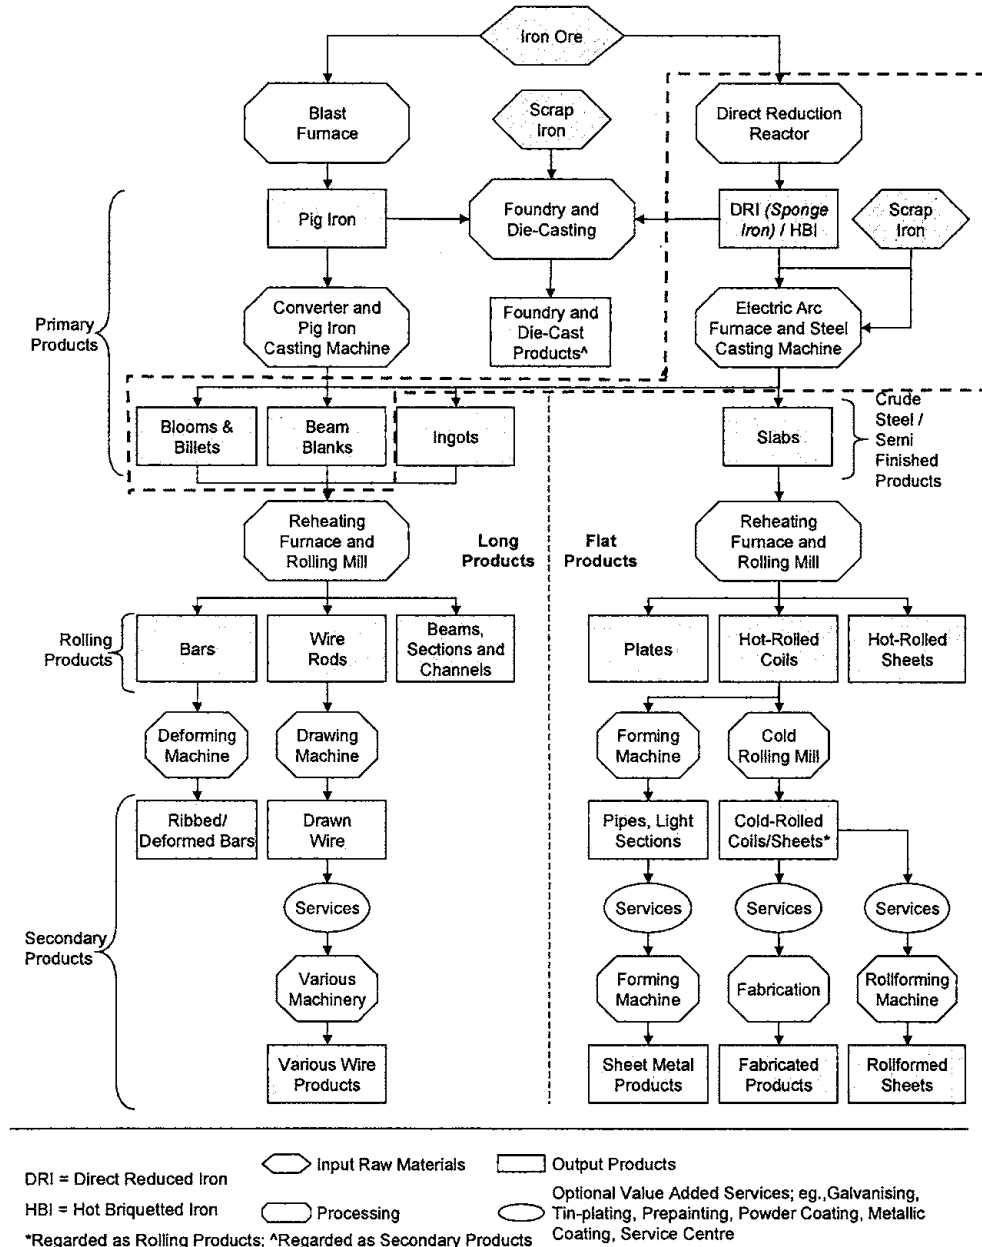 Iron Ore
Blast
Furnace
Scrap
Iron
Direct Reduction
Reactor
Pig Iron
Foundry and
Die-Casting
DRI (Sponge
Iron) / HBI
Scrap
Iron
Primary
Products
Converter and
Pig Iron
Casting Machine
Foundry and
Die-Cast
Products^
Electric Arc
Furnace and Steel
Casting Machine
Blooms &
Billets
Beam
Blanks
Ingots
Slabs
Crude
Steel /
Semi
Finished
Products
Reheating
Furnace and
Rolling Mill
Long
Products
Flat
Products
Reheating
Furnace and
Rolling Mill
Rolling
Products
Bars
Wire
Rods
Beams,
Sections and
Channels
Plates
Hot-Rolled
Coils
Hot-Rolled
Sheets
Deforming
Machine
Drawing
Machine
Forming
Machine
Cold
Rolling Mill
Ribbed/
Deformed Bars
Drawn
Wire
Pipes, Light
Sections
Cold-Rolled
Coils/Sheets*
Services
Services
Services
Services
Secondary
Products
Various
Machinery
Forming
Machine
Fabrication
Rollforming
Machine
Various Wire
Products
Sheet Metal
Products
Fabricated
Products
Rollformed
Sheets
DRI = Direct Reduced Iron
HBI = Hot Briquetted Iron
Input Raw Materials
Output Products
Processing
Optional Value Added Services; eg.,Galvanising,
Tin-plating, Prepainting, Powder Coating, Metallic
Coating, Service Centre
*Regarded as Rolling Products; ^Regarded as Secondary Products